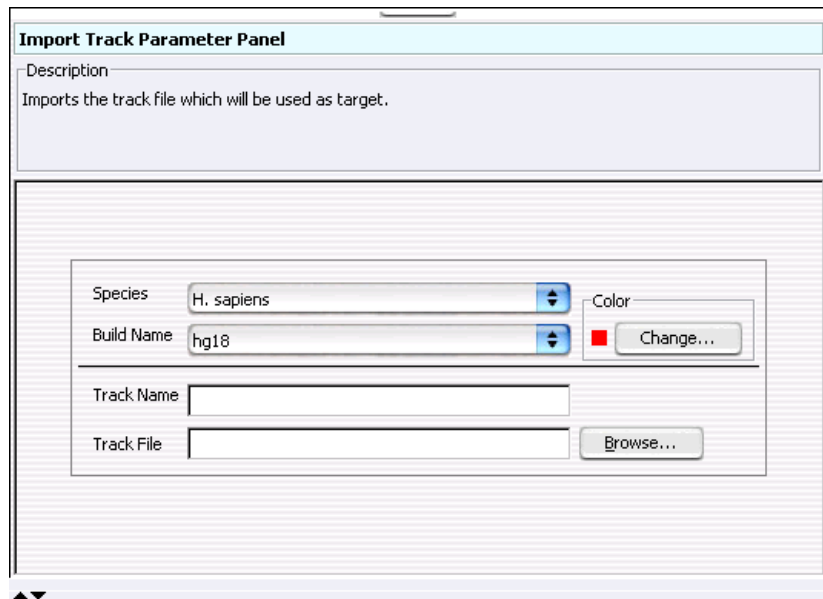 Import Track Parameter Panel
Description
Imports the track file which will be used as target.
Species
H. sapiens
Color
Build Name
hg18
Change...
Track Name
Track File
Browse...